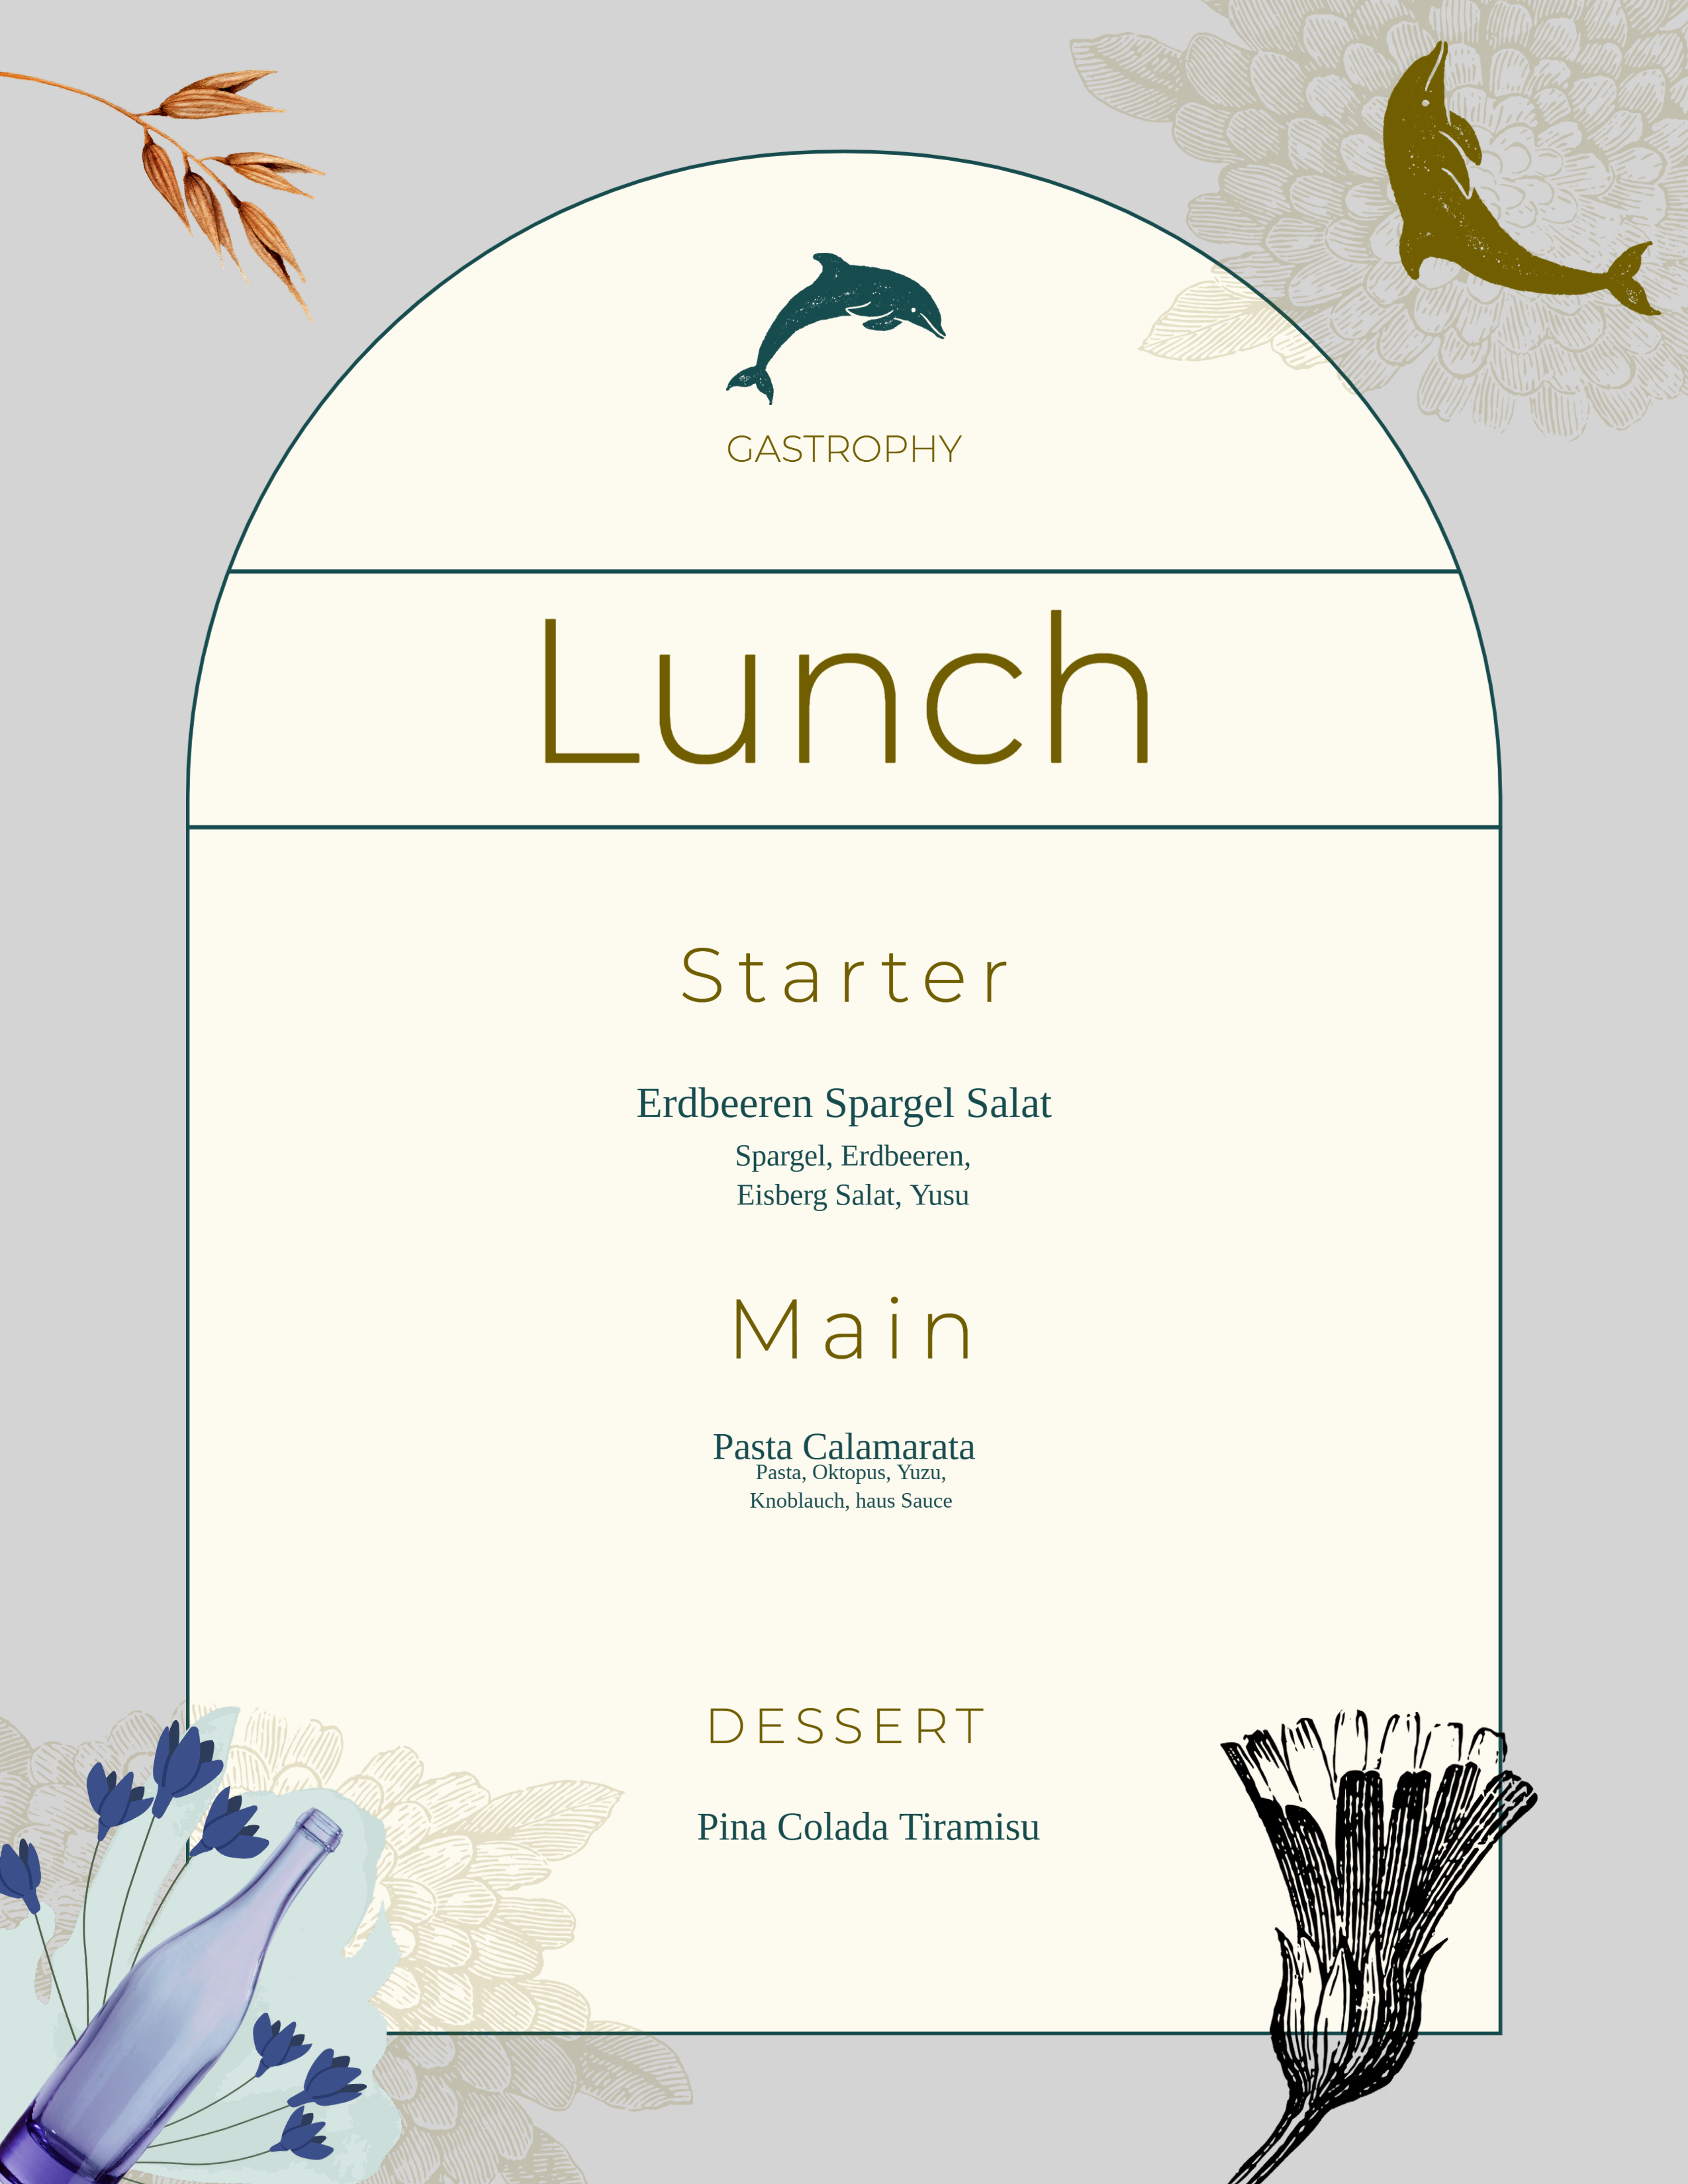 GASTROPHY
Lunch
Starter
Erdbeeren Spargel Salat
Spargel, Erdbeeren,
Eisberg Salat, Yusu
Main
Pasta Calamarata
Pasta, Oktopus, Yuzu,
Knoblauch, haus Sauce
DESSERT
Pina Colada Tiramisu